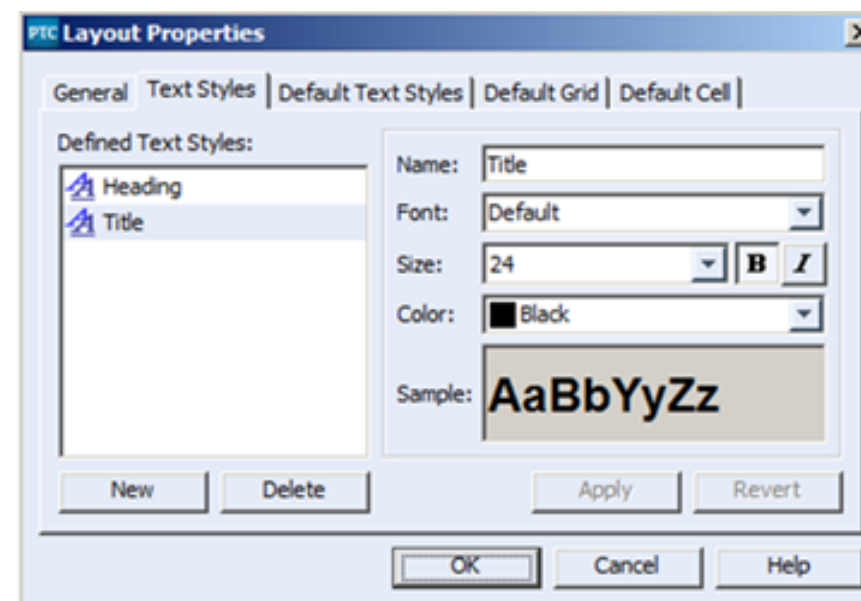 PTC Layout Properties
General Text Styles Default Text Styles Default Grid Default Cell
Defined Text Styles:
Heading
Title
Name: Title
Font: Default
Size: 24 B I
Color: Black
Sample: AaBbYyZz
New Delete Apply Revert
OK Cancel Help